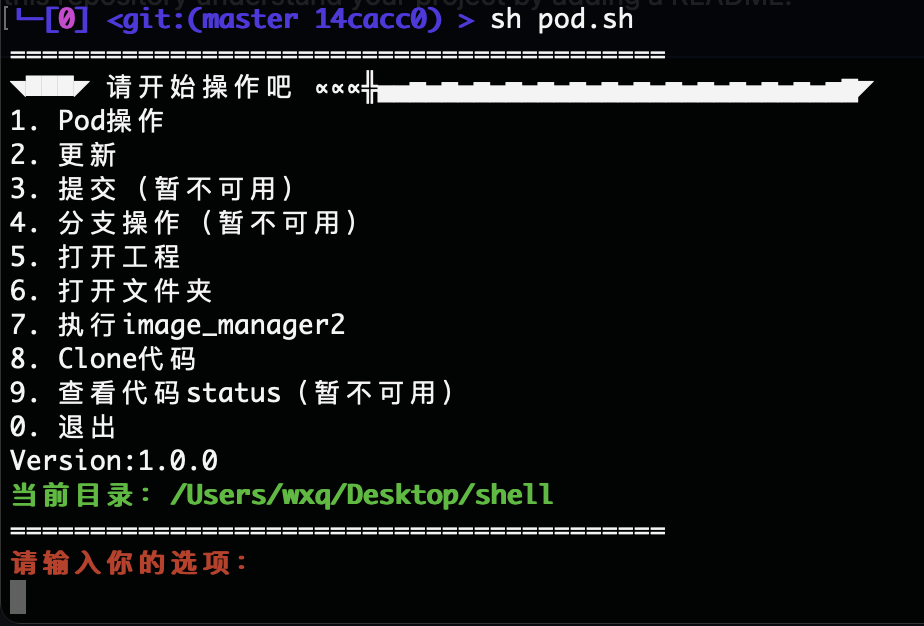 └─[0] <git:(master 14cacc0) > sh pod.sh
=========================================
◥███◤ 请开始操作吧 ∝∝∝╬▅▆▅▆▅▆▅▆▅▆▅▆▅▆▅▆▅▆▅▆▅▆▅▆▅▆▅▆▇◤
1. Pod操作
2. 更新
3. 提交（暂不可用）
4. 分支操作（暂不可用）
5. 打开工程
6. 打开文件夹
7. 执行image_manager2
8. Clone代码
9. 查看代码status（暂不可用）
0. 退出
Version:1.0.0
当前目录：/Users/wxq/Desktop/shell
=========================================
请输入你的选项：